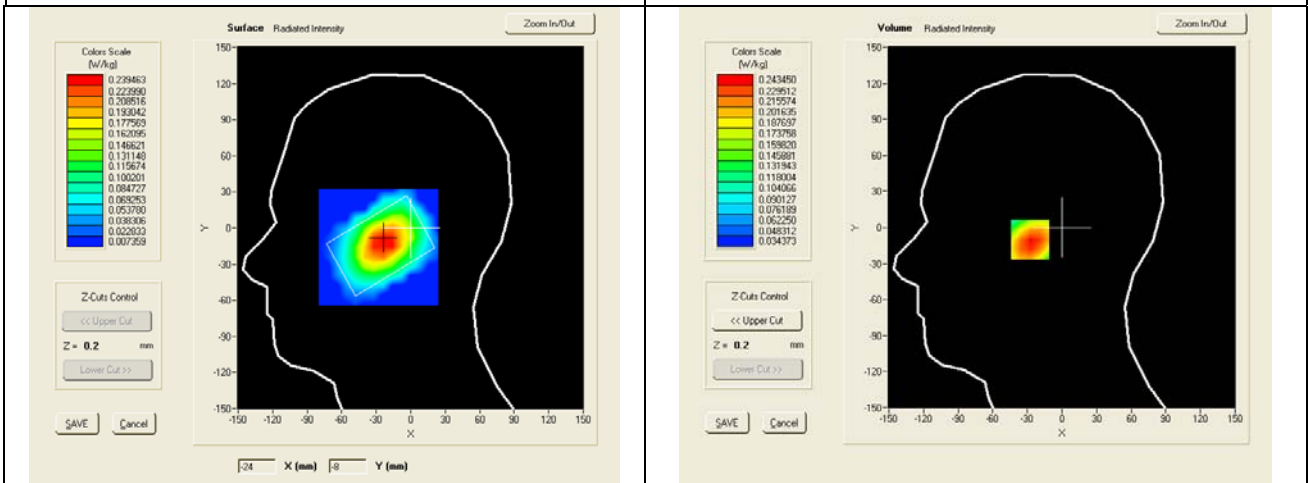 Surface Radiated Intensity
Zoom In/Out
Colors Scale
(W/kg)
0.239463
0.223990
0.208516
0.193042
0.177569
0.162095
0.146621
0.131148
0.115674
0.100201
0.084727
0.069253
0.053780
0.038306
0.022833
0.007359
Z-Cuts Control
<< Upper Cut
Z = 0.2 mm
Lower Cut >>
SAVE Cancel
150
120
90
60
30
0
-30
-60
-90
-120
-150
Y
-150 -120 -90 -60 -30 0 30 60 90 120 150
X
-24 X (mm) -8 Y (mm)
Volume Radiated Intensity
Zoom In/Out
Colors Scale
(W/kg)
0.243450
0.229512
0.215574
0.201635
0.187697
0.173758
0.159820
0.145881
0.131943
0.118004
0.104066
0.090127
0.076189
0.062250
0.048312
0.034373
Z-Cuts Control
<< Upper Cut
Z = 0.2 mm
Lower Cut >>
SAVE Cancel
150
120
90
60
30
0
-30
-60
-90
-120
-150
Y
-150 -120 -90 -60 -30 0 30 60 90 120 150
X